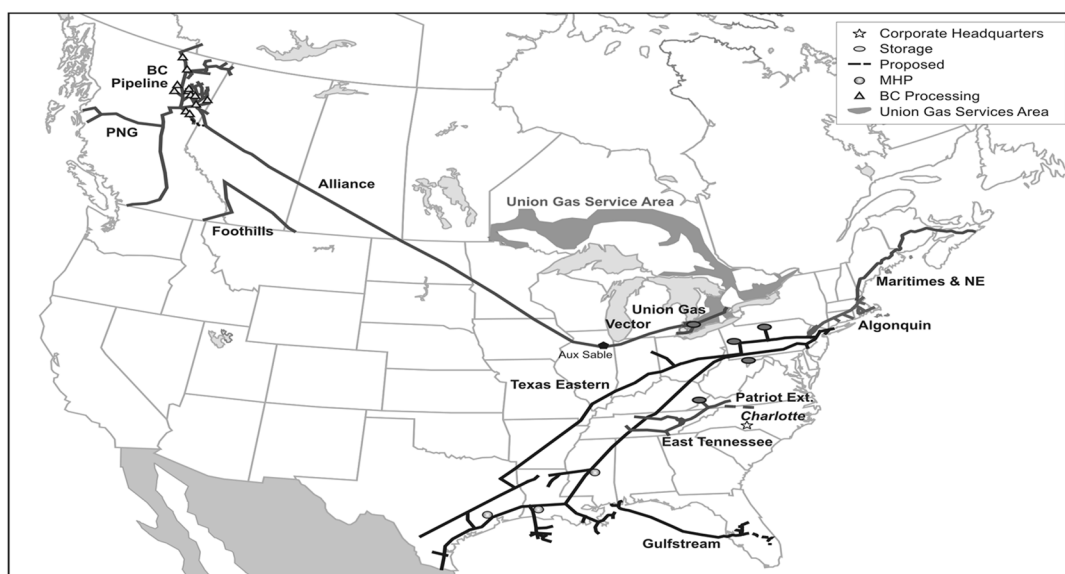 Corporate Headquarters
Storage
Proposed
MHP
BC Processing
Union Gas Services Area
BC
Pipeline
PNG
Alliance
Foothills
Union Gas Service Area
Union Gas
Vector
Aux Sable
Maritimes & NE
Algonquin
Texas Eastern
Patriot Ext.
Charlotte
East Tennessee
Gulfstream